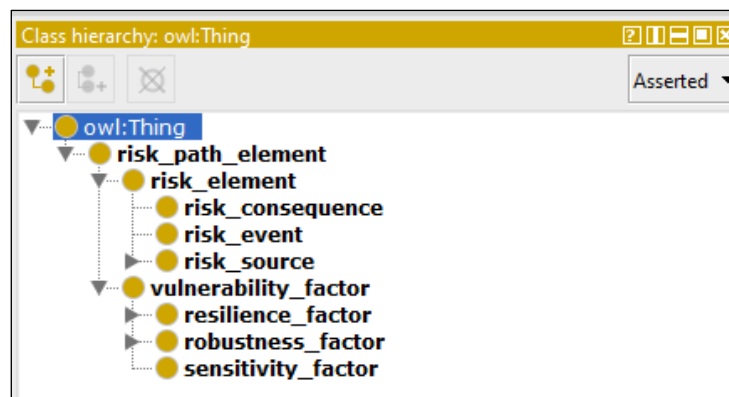 Class hierarchy: owl:Thing
Asserted
owl:Thing
risk_path_element
risk_element
risk_consequence
risk_event
risk_source
vulnerability_factor
resilience_factor
robustness_factor
sensitivity_factor